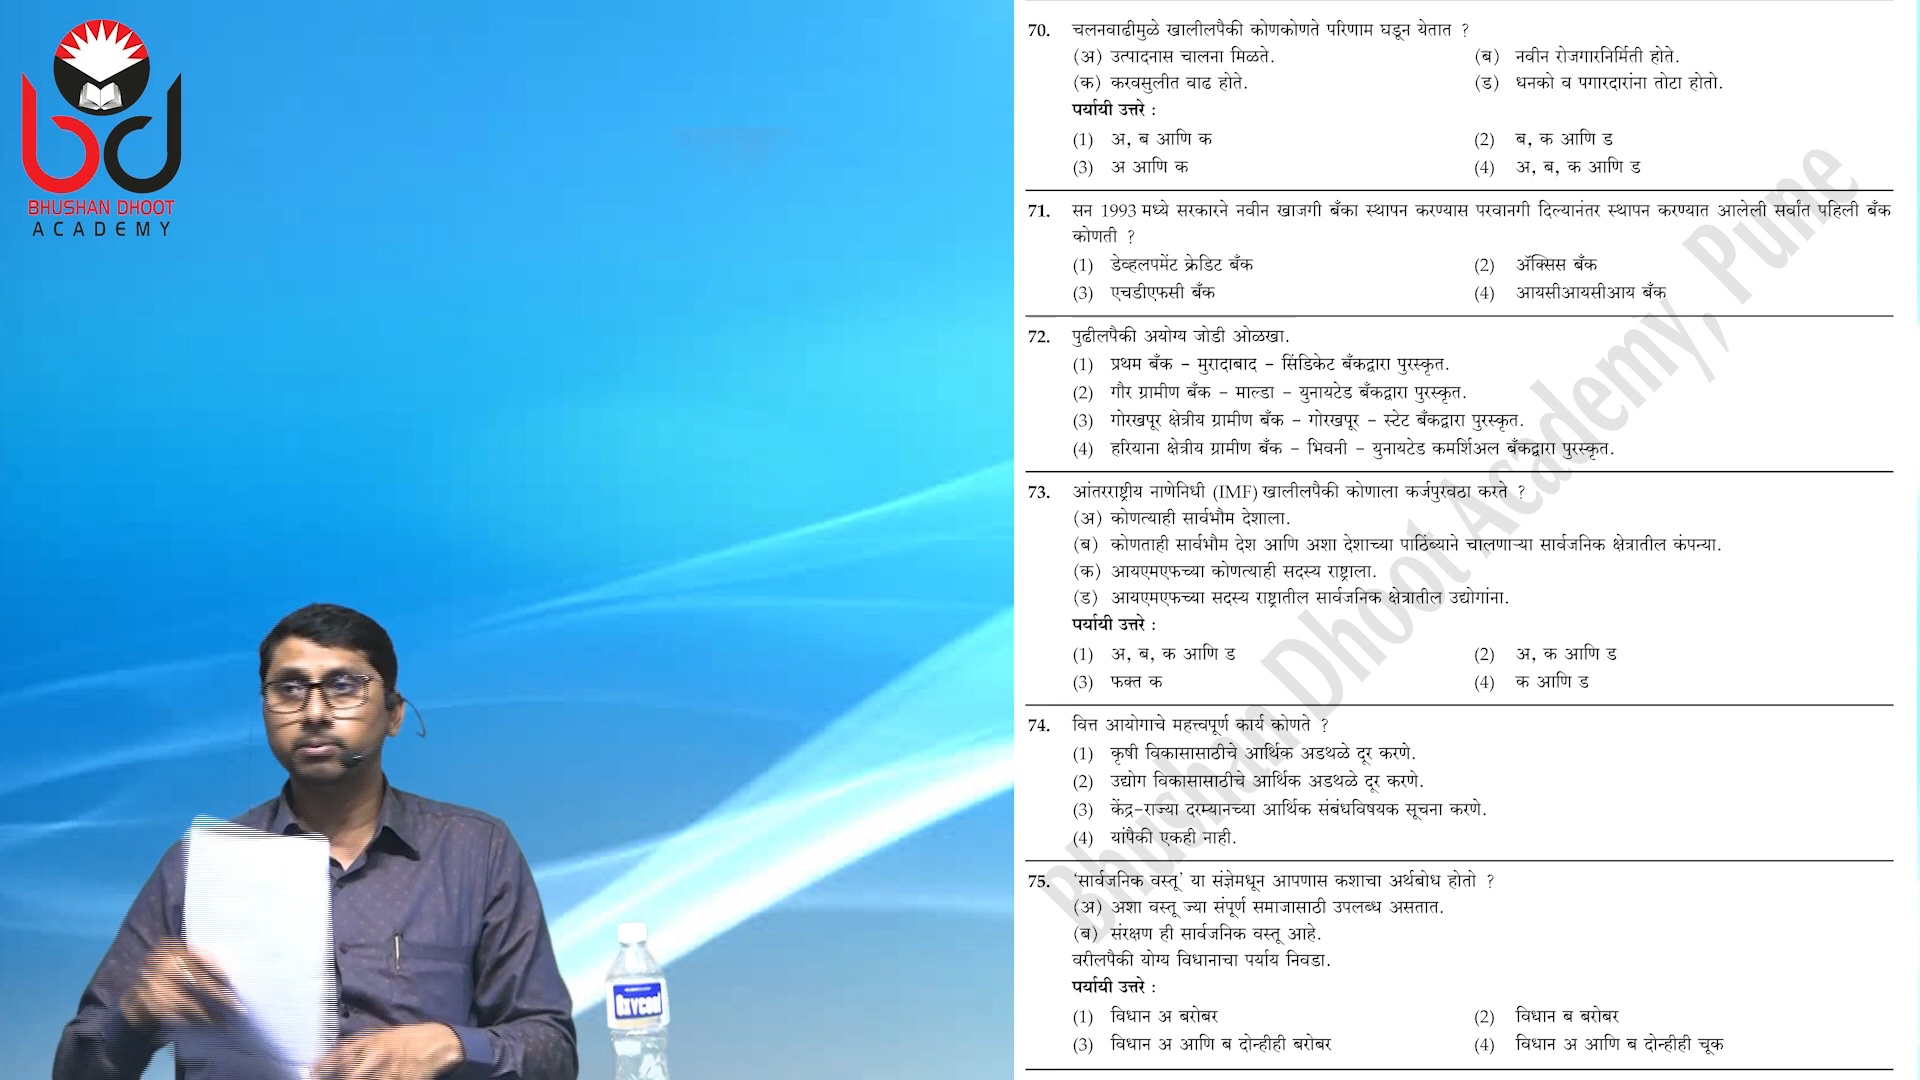 BHUSHAN DHOOT
ACADEMY
70. चलनवाढीमुळे खालीलपैकी कोणकोणते परिणाम घडून येतात ?
(अ) उत्पादनास चालना मिळते. (ब) नवीन रोजगारनिर्मिती होते.
(क) करवसुलीत वाढ होते. (ड) धनको व पगारदारांना तोटा होतो.
पर्यायी उत्तरे :
(1) अ, ब आणि क (2) ब, क आणि ड
(3) अ आणि क (4) अ, ब, क आणि ड
71. सन 1993 मध्ये सरकारने नवीन खाजगी बँका स्थापन करण्यास परवानगी दिल्यानंतर स्थापन करण्यात आलेली सर्वांत पहिली बँक
कोणती ?
(1) डेव्हलपमेंट क्रेडिट बँक (2) ॲक्सिस बँक
(3) एचडीएफसी बँक (4) आयसीआयसीआय बँक
72. पुढीलपैकी अयोग्य जोडी ओळखा.
(1) प्रथम बँक – मुरादाबाद – सिंडिकेट बँकद्वारा पुरस्कृत.
(2) गौर ग्रामीण बँक – माल्डा – युनायटेड बँकद्वारा पुरस्कृत.
(3) गोरखपूर क्षेत्रीय ग्रामीण बँक – गोरखपूर – स्टेट बँकद्वारा पुरस्कृत.
(4) हरियाना क्षेत्रीय ग्रामीण बँक – भिवनी – युनायटेड कमर्शिअल बँकद्वारा पुरस्कृत.
73. आंतरराष्ट्रीय नाणेनिधी (IMF) खालीलपैकी कोणाला कर्जपुरवठा करते ?
(अ) कोणत्याही सार्वभौम देशाला.
(ब) कोणताही सार्वभौम देश आणि अशा देशाच्या पाठिंब्याने चालणाऱ्या सार्वजनिक क्षेत्रातील कंपन्या.
(क) आयएमएफच्या कोणत्याही सदस्य राष्ट्राला.
(ड) आयएमएफच्या सदस्य राष्ट्रातील सार्वजनिक क्षेत्रातील उद्योगांना.
पर्यायी उत्तरे :
(1) अ, ब, क आणि ड (2) अ, क आणि ड
(3) फक्त क (4) क आणि ड
74. वित्त आयोगाचे महत्त्वपूर्ण कार्य कोणते ?
(1) कृषी विकासासाठीचे आर्थिक अडथळे दूर करणे.
(2) उद्योग विकासासाठीचे आर्थिक अडथळे दूर करणे.
(3) केंद्र-राज्या दरम्यानच्या आर्थिक संबंधविषयक सूचना करणे.
(4) यांपैकी एकही नाही.
75. 'सार्वजनिक वस्तू' या संज्ञेमधून आपणास कशाचा अर्थबोध होतो ?
(अ) अशा वस्तू ज्या संपूर्ण समाजासाठी उपलब्ध असतात.
(ब) संरक्षण ही सार्वजनिक वस्तू आहे.
वरीलपैकी योग्य विधानाचा पर्याय निवडा.
पर्यायी उत्तरे :
(1) विधान अ बरोबर (2) विधान ब बरोबर
(3) विधान अ आणि ब दोन्हीही बरोबर (4) विधान अ आणि ब दोन्हीही चूक
Bhushan Dhoot Academy, Pune
Oxycool